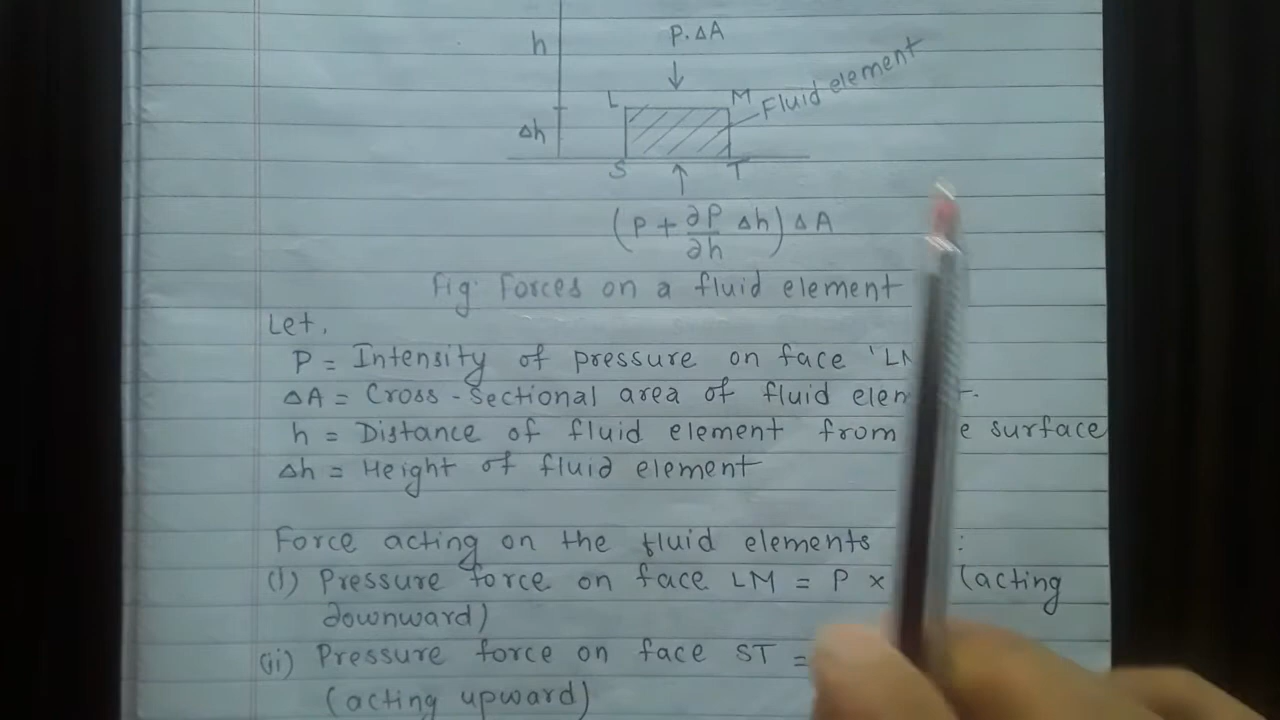 h
P. ΔA
L
M
Fluid element
Δh
S
T
(P + ∂P/∂h Δh) ΔA
Fig: Forces on a fluid element
Let,
P = Intensity of pressure on face 'L
ΔA = Cross-Sectional area of fluid
h = Distance of fluid element from surface
Δh = Height of fluid element
Force acting on the fluid elements :
(i) Pressure force on face LM = P × (acting
downward)
(ii) Pressure force on face ST =
(acting upward)